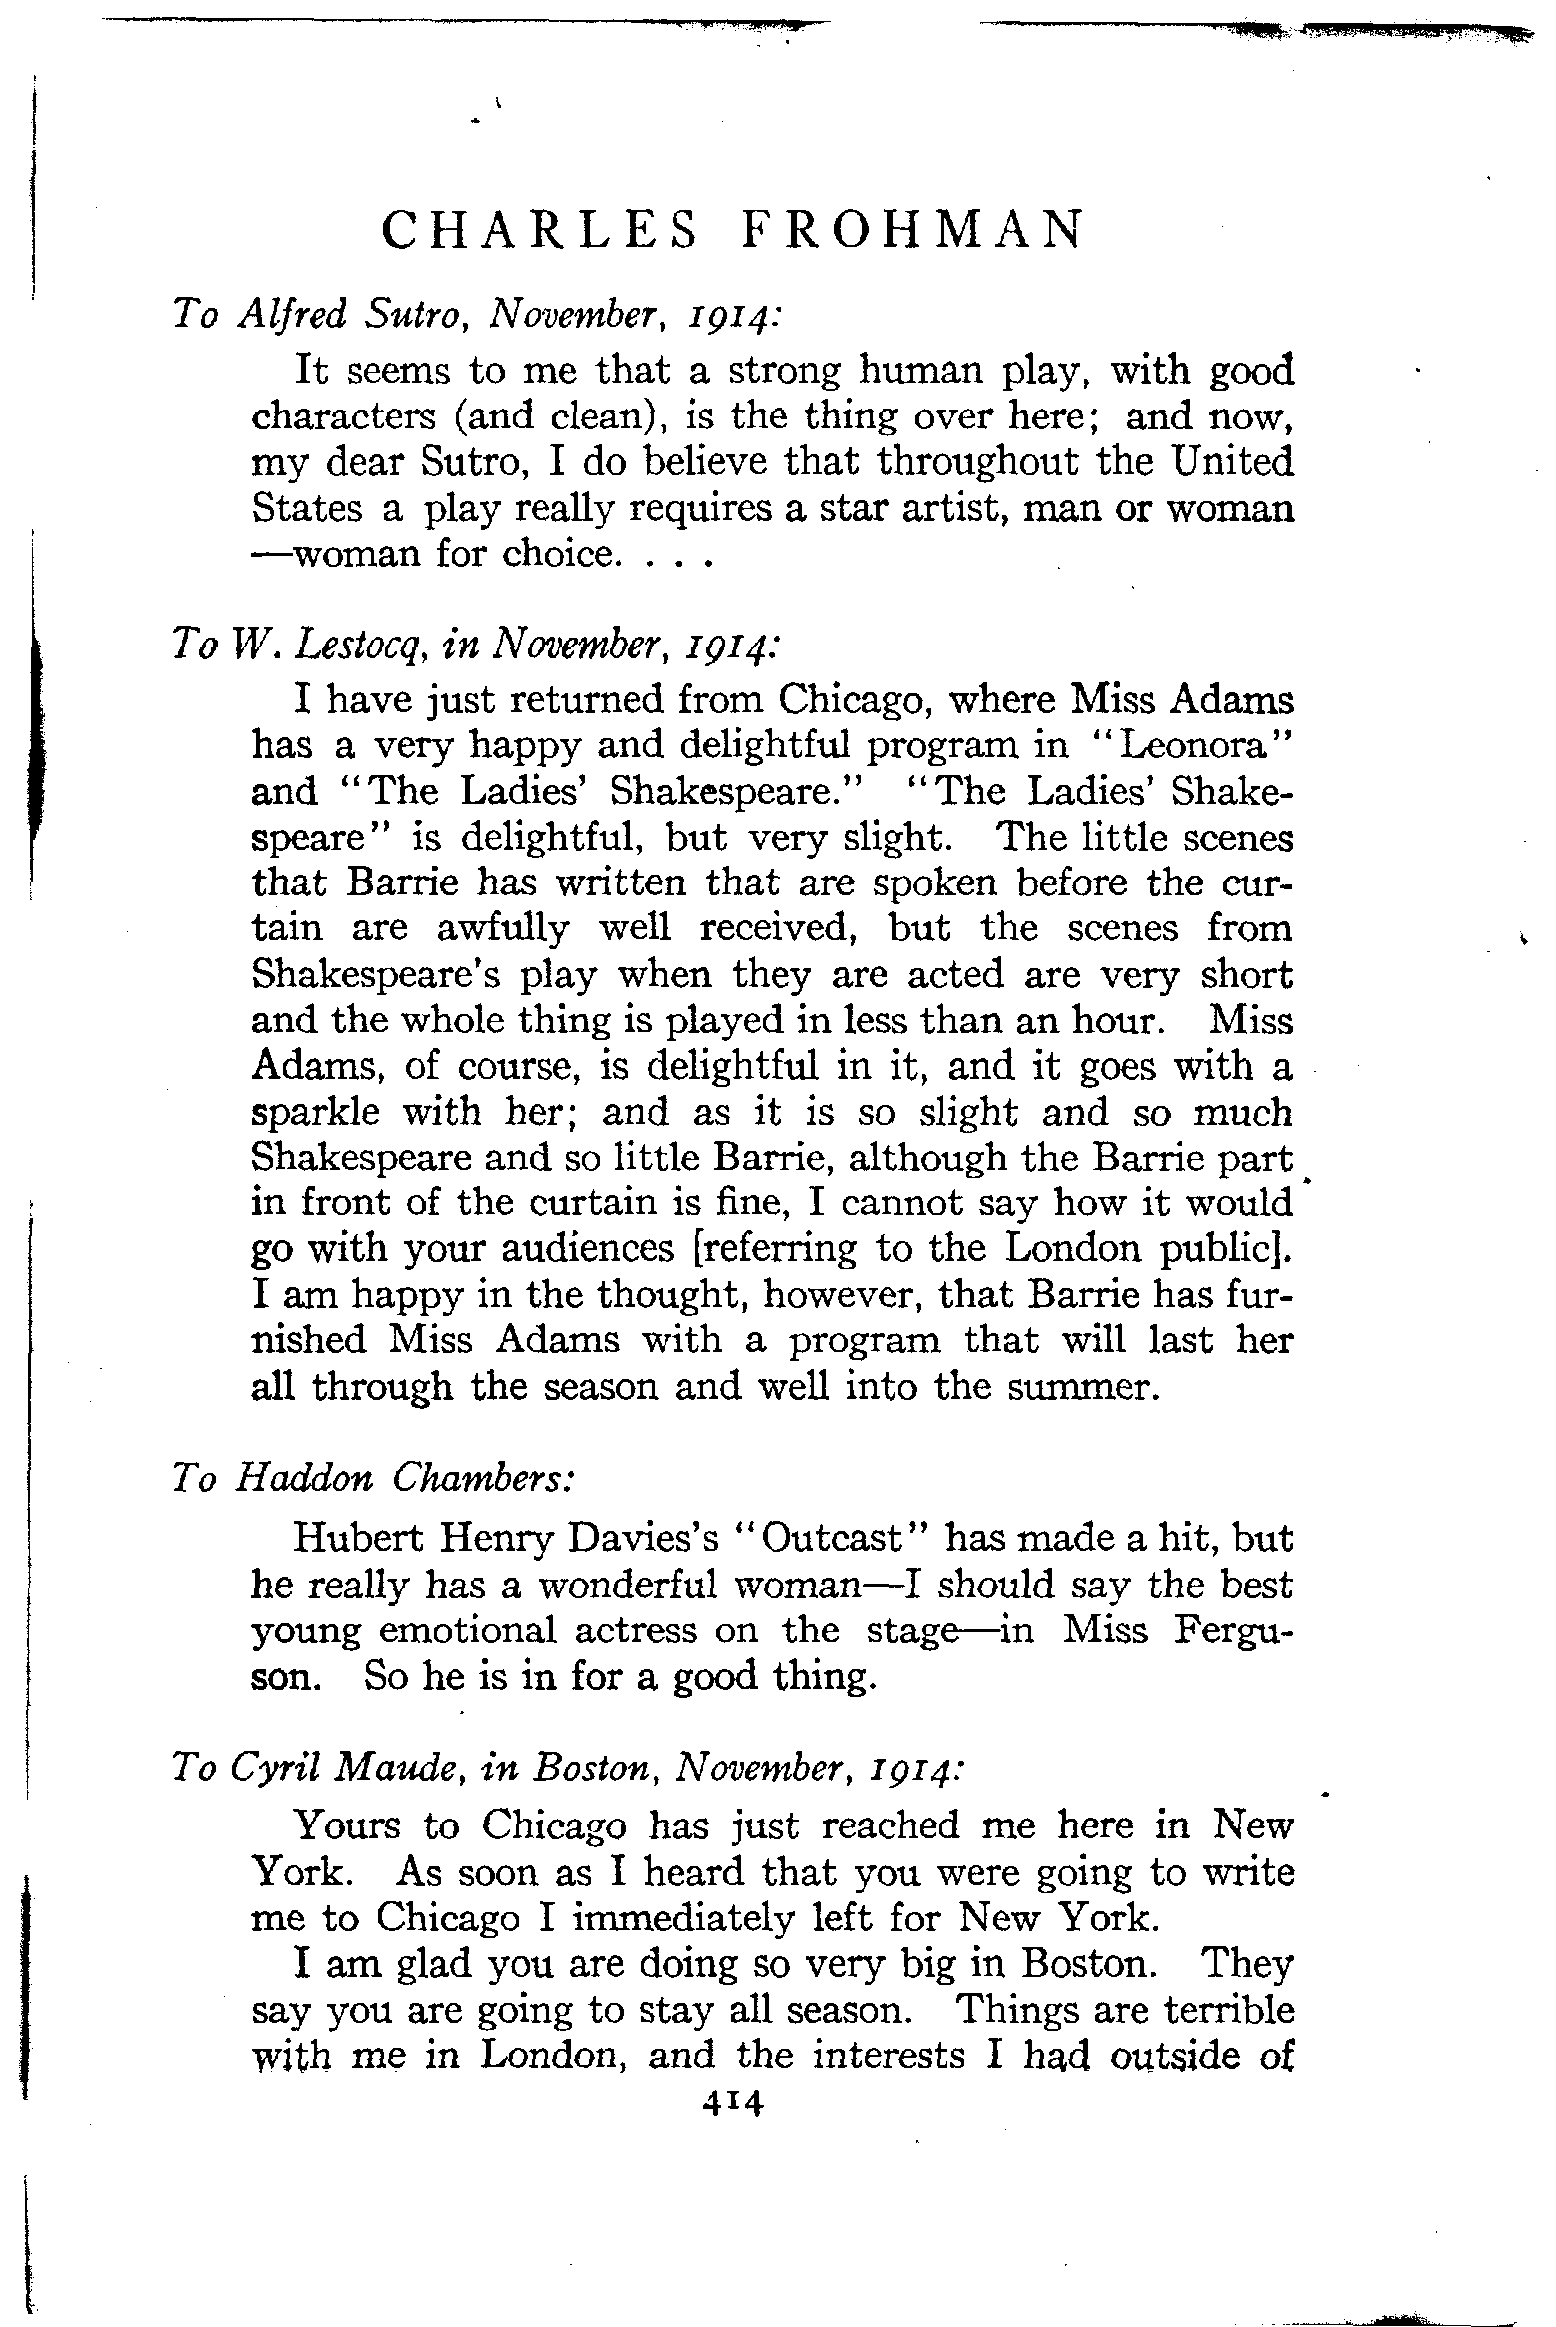 CHARLES FROHMAN
To Alfred Sutro, November, 1914:
It seems to me that a strong human play, with good
characters (and clean), is the thing over here; and now,
my dear Sutro, I do believe that throughout the United
States a play really requires a star artist, man or woman
—woman for choice. . . .
To W. Lestocq, in November, 1914:
I have just returned from Chicago, where Miss Adams
has a very happy and delightful program in "Leonora"
and "The Ladies' Shakespeare." "The Ladies' Shake-
speare" is delightful, but very slight. The little scenes
that Barrie has written that are spoken before the cur-
tain are awfully well received, but the scenes from
Shakespeare's play when they are acted are very short
and the whole thing is played in less than an hour. Miss
Adams, of course, is delightful in it, and it goes with a
sparkle with her; and as it is so slight and so much
Shakespeare and so little Barrie, although the Barrie part
in front of the curtain is fine, I cannot say how it would
go with your audiences [referring to the London public].
I am happy in the thought, however, that Barrie has fur-
nished Miss Adams with a program that will last her
all through the season and well into the summer.
To Haddon Chambers:
Hubert Henry Davies's "Outcast" has made a hit, but
he really has a wonderful woman—I should say the best
young emotional actress on the stage—in Miss Fergu-
son. So he is in for a good thing.
To Cyril Maude, in Boston, November, 1914:
Yours to Chicago has just reached me here in New
York. As soon as I heard that you were going to write
me to Chicago I immediately left for New York.
I am glad you are doing so very big in Boston. They
say you are going to stay all season. Things are terrible
with me in London, and the interests I had outside of
414